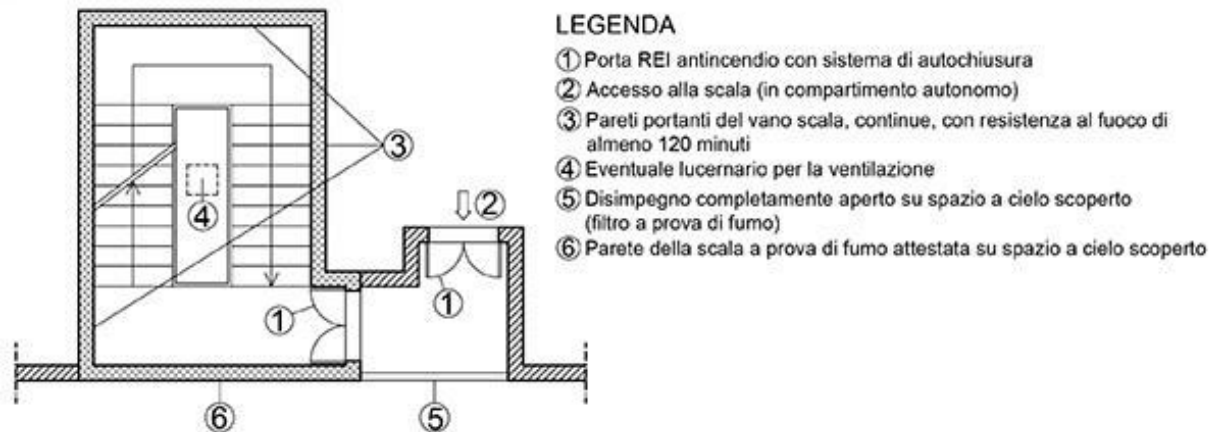 LEGENDA
① Porta REI antincendio con sistema di autochiusura
② Accesso alla scala (in compartimento autonomo)
③ Pareti portanti del vano scala, continue, con resistenza al fuoco di
almeno 120 minuti
④ Eventuale lucernario per la ventilazione
⑤ Disimpegno completamente aperto su spazio a cielo scoperto
(filtro a prova di fumo)
⑥ Parete della scala a prova di fumo attestata su spazio a cielo scoperto
③
④
②
①
①
⑥
⑤